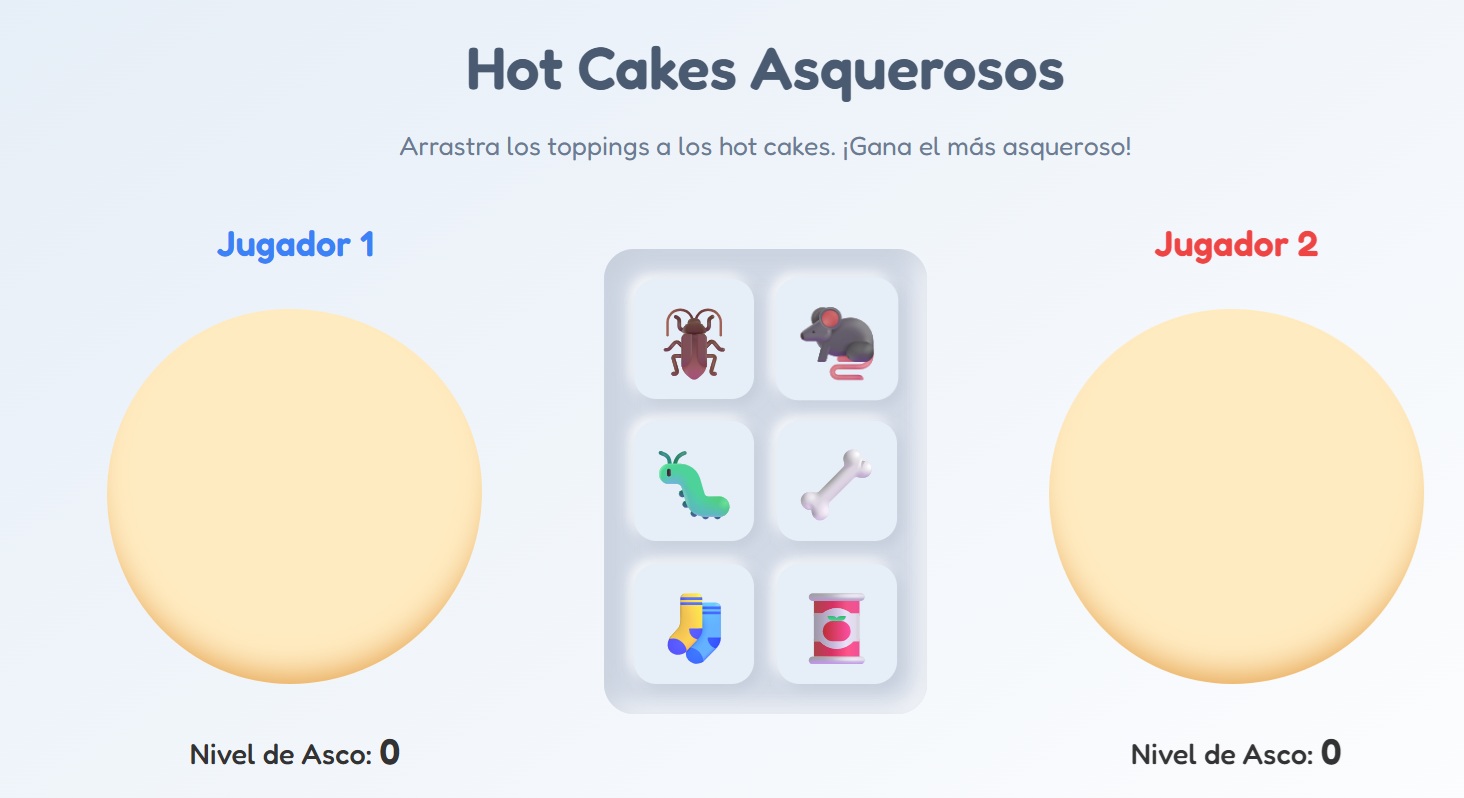 Hot Cakes Asquerosos
Arrastra los toppings a los hot cakes. ¡Gana el más asqueroso!
Jugador 1
Jugador 2
Nivel de Asco: 0
Nivel de Asco: 0